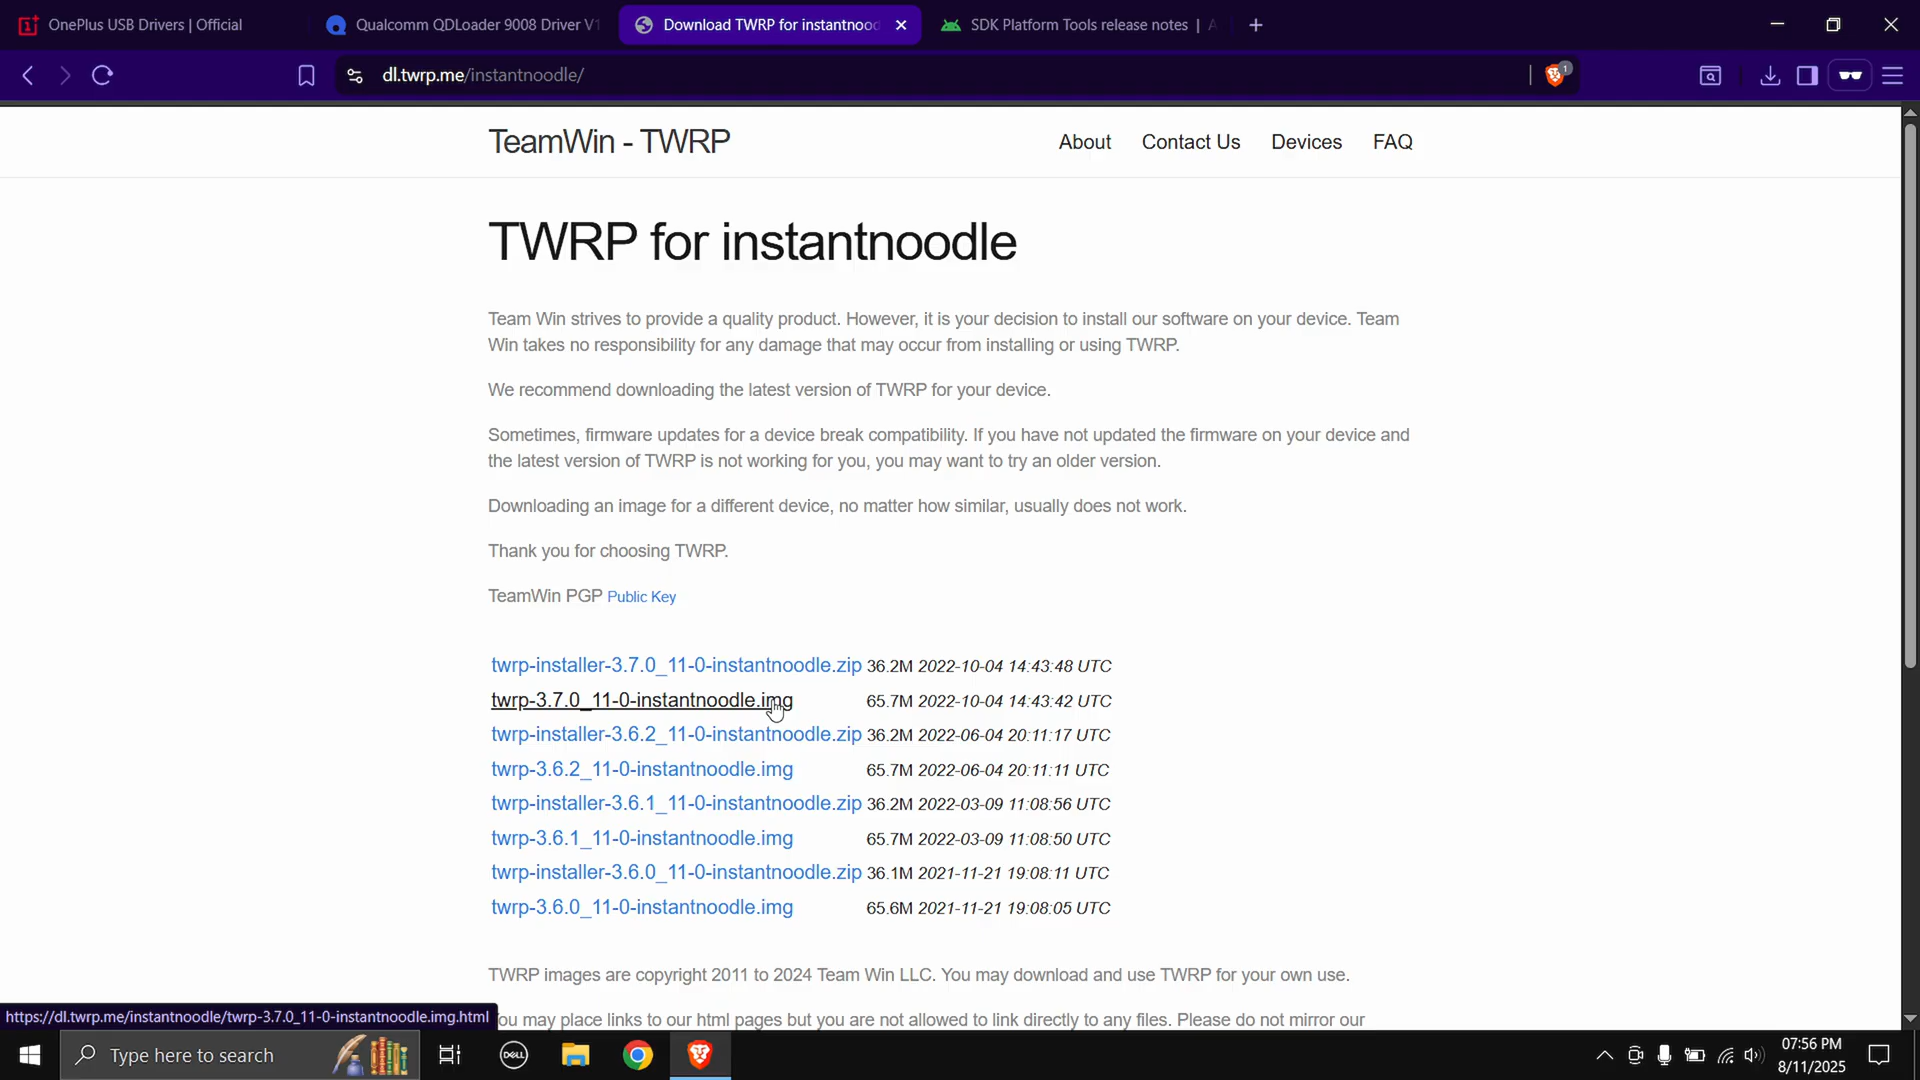 OnePlus USB Drivers | Official
Qualcomm QDLoader 9008 Driver V1
Download TWRP for instantnood
SDK Platform Tools release notes | A
dl.twrp.me/instantnoodle/
1
TeamWin - TWRP
About
Contact Us
Devices
FAQ
TWRP for instantnoodle
Team Win strives to provide a quality product. However, it is your decision to install our software on your device. Team
Win takes no responsibility for any damage that may occur from installing or using TWRP.
We recommend downloading the latest version of TWRP for your device.
Sometimes, firmware updates for a device break compatibility. If you have not updated the firmware on your device and
the latest version of TWRP is not working for you, you may want to try an older version.
Downloading an image for a different device, no matter how similar, usually does not work.
Thank you for choosing TWRP.
TeamWin PGP Public Key
twrp-installer-3.7.0_11-0-instantnoodle.zip 36.2M 2022-10-04 14:43:48 UTC
twrp-3.7.0_11-0-instantnoodle.img 65.7M 2022-10-04 14:43:42 UTC
twrp-installer-3.6.2_11-0-instantnoodle.zip 36.2M 2022-06-04 20:11:17 UTC
twrp-3.6.2_11-0-instantnoodle.img 65.7M 2022-06-04 20:11:11 UTC
twrp-installer-3.6.1_11-0-instantnoodle.zip 36.2M 2022-03-09 11:08:56 UTC
twrp-3.6.1_11-0-instantnoodle.img 65.7M 2022-03-09 11:08:50 UTC
twrp-installer-3.6.0_11-0-instantnoodle.zip 36.1M 2021-11-21 19:08:11 UTC
twrp-3.6.0_11-0-instantnoodle.img 65.6M 2021-11-21 19:08:05 UTC
TWRP images are copyright 2011 to 2024 Team Win LLC. You may download and use TWRP for your own use.
https://dl.twrp.me/instantnoodle/twrp-3.7.0_11-0-instantnoodle.img.html
ou may place links to our html pages but you are not allowed to link directly to any files. Please do not mirror our
Type here to search
DELL
07:56 PM
8/11/2025